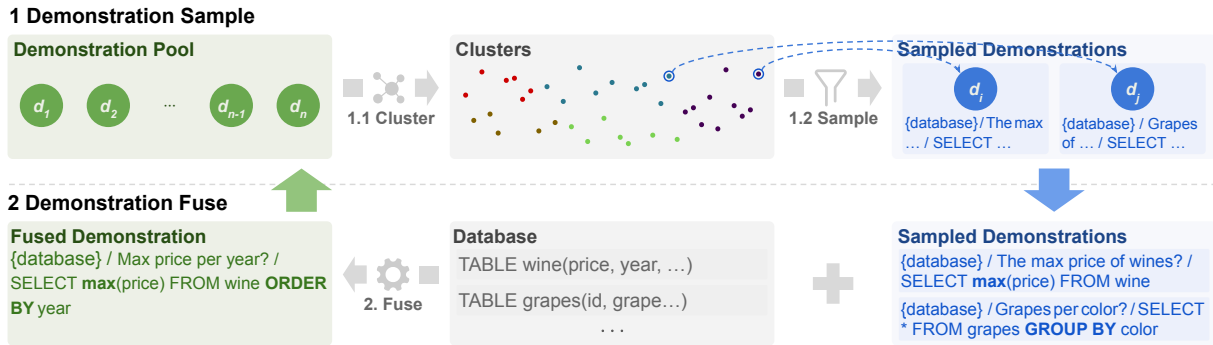 1 Demonstration Sample
Demonstration Pool
d1 d2 ... dn-1 dn
1.1 Cluster
Clusters
1.2 Sample
Sampled Demonstrations
di
{database} / The max
... / SELECT ...
dj
{database} / Grapes
of ... / SELECT ...
2 Demonstration Fuse
Fused Demonstration
{database} / Max price per year? /
SELECT max(price) FROM wine ORDER
BY year
2. Fuse
Database
TABLE wine(price, year, ...)
TABLE grapes(id, grape...)
...
Sampled Demonstrations
{database} / The max price of wines? /
SELECT max(price) FROM wine
{database} / Grapes per color? / SELECT
* FROM grapes GROUP BY color